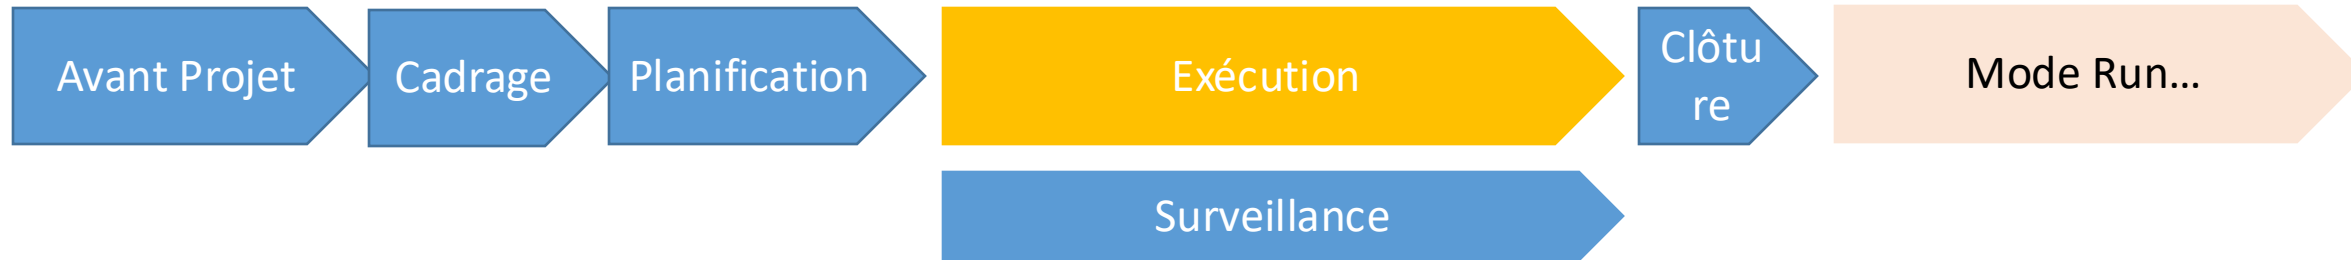 Avant Projet
Cadrage
Planification
Exécution
Clôtu
re
Mode Run...
Surveillance